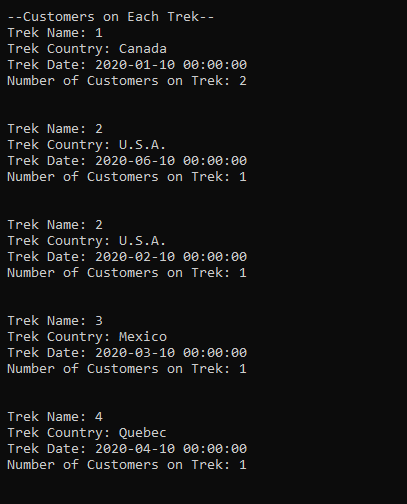 --Customers on Each Trek--
Trek Name: 1
Trek Country: Canada
Trek Date: 2020-01-10 00:00:00
Number of Customers on Trek: 2
Trek Name: 2
Trek Country: U.S.A.
Trek Date: 2020-06-10 00:00:00
Number of Customers on Trek: 1
Trek Name: 2
Trek Country: U.S.A.
Trek Date: 2020-02-10 00:00:00
Number of Customers on Trek: 1
Trek Name: 3
Trek Country: Mexico
Trek Date: 2020-03-10 00:00:00
Number of Customers on Trek: 1
Trek Name: 4
Trek Country: Quebec
Trek Date: 2020-04-10 00:00:00
Number of Customers on Trek: 1